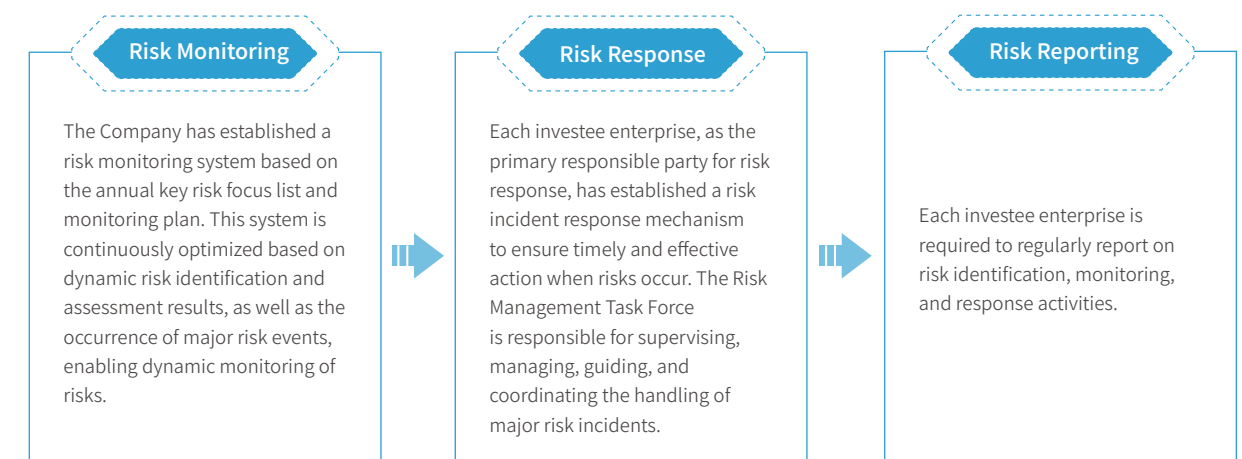 Risk Monitoring
The Company has established a
risk monitoring system based on
the annual key risk focus list and
monitoring plan. This system is
continuously optimized based on
dynamic risk identification and
assessment results, as well as the
occurrence of major risk events,
enabling dynamic monitoring of
risks.
Risk Response
Each investee enterprise, as the
primary responsible party for risk
response, has established a risk
incident response mechanism
to ensure timely and effective
action when risks occur. The Risk
Management Task Force
is responsible for supervising,
managing, guiding, and
coordinating the handling of
major risk incidents.
Risk Reporting
Each investee enterprise is
required to regularly report on
risk identification, monitoring,
and response activities.